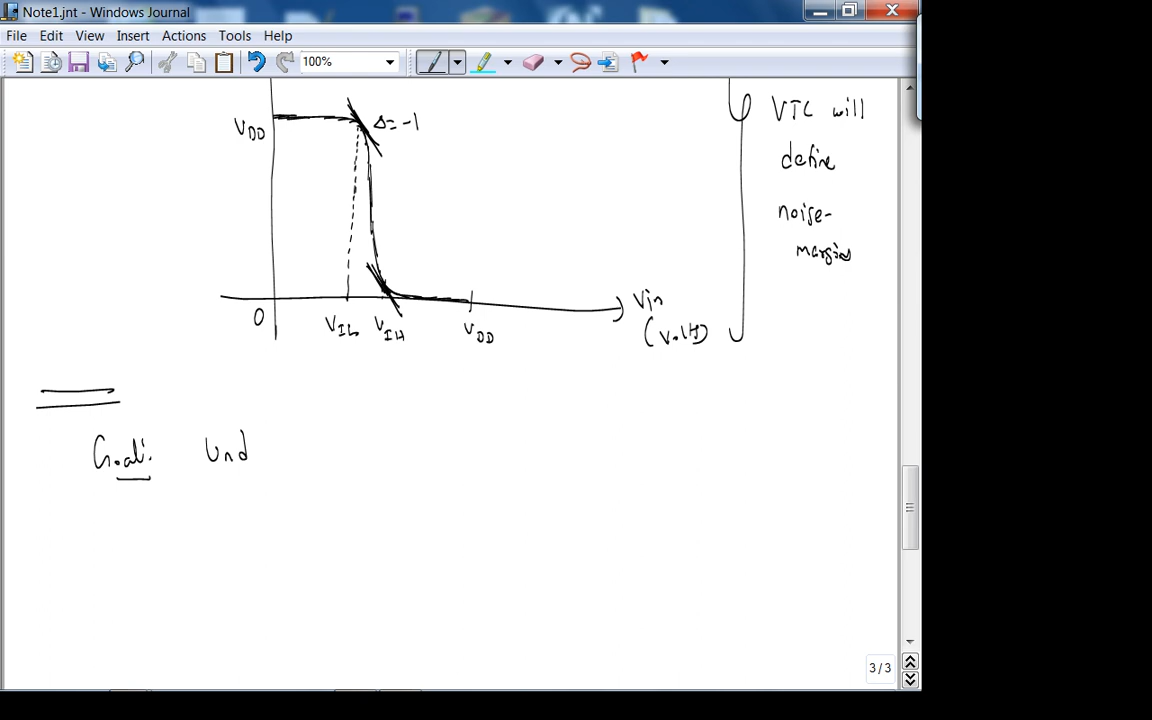 Note1.jnt - Windows Journal
File Edit View Insert Actions Tools Help
100%
VDD
Δ= -1
VTC will
define
noise-
margins
0
VIL
VIH
VDD
Vin
(Volt)
Goal: Und
3 / 3